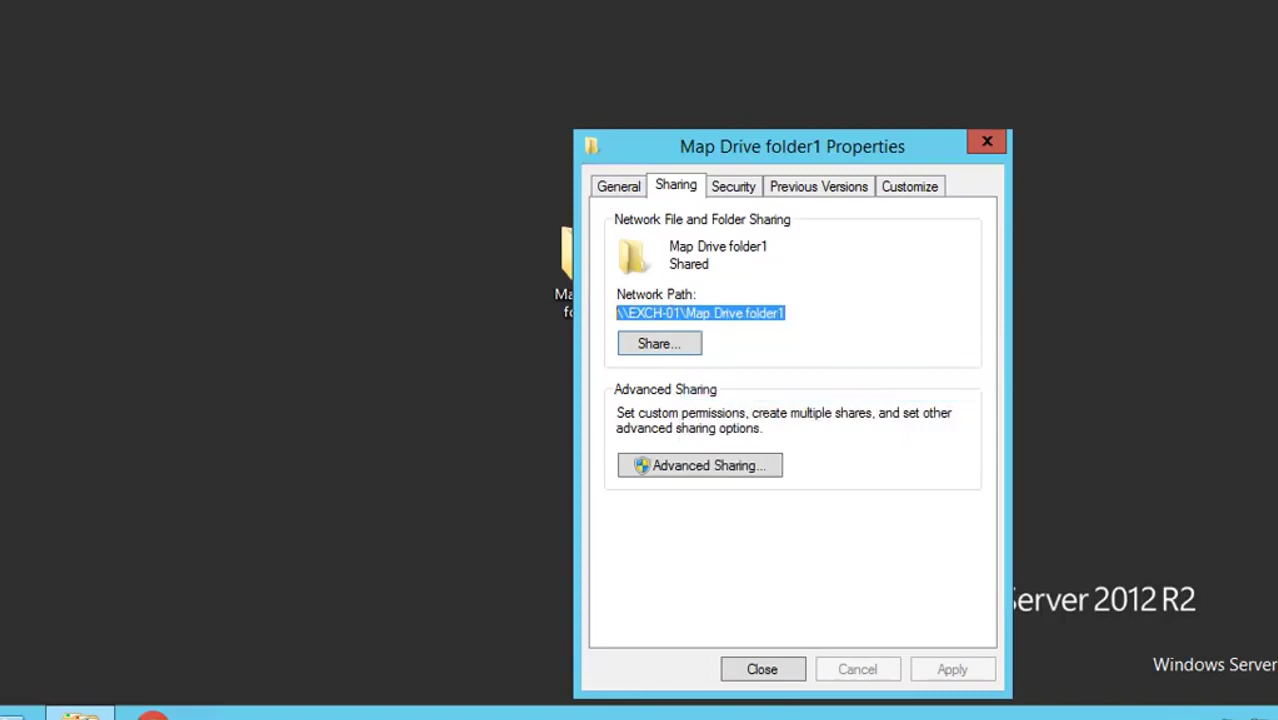 Map Drive folder1 Properties
General
Sharing
Security
Previous Versions
Customize
Network File and Folder Sharing
Map Drive folder1
Shared
Network Path:
\\EXCH-01\Map Drive folder1
Share...
Advanced Sharing
Set custom permissions, create multiple shares, and set other
advanced sharing options.
Advanced Sharing...
Server 2012 R2
Windows Server
Close
Cancel
Apply